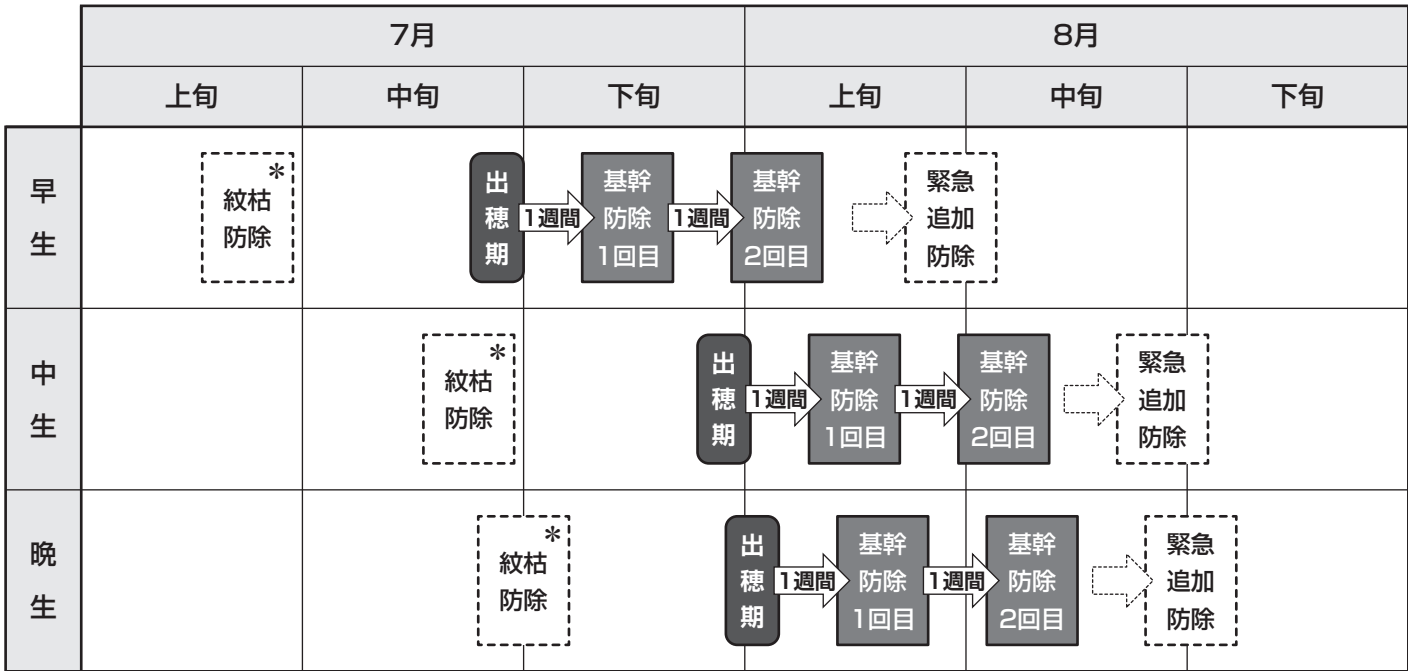 7月 8月
上旬 中旬 下旬 上旬 中旬 下旬
早生
紋枯防除*
出穂期
1週間
基幹防除1回目
1週間
基幹防除2回目
緊急追加防除
中生
紋枯防除*
出穂期
1週間
基幹防除1回目
1週間
基幹防除2回目
緊急追加防除
晩生
紋枯防除*
出穂期
1週間
基幹防除1回目
1週間
基幹防除2回目
緊急追加防除